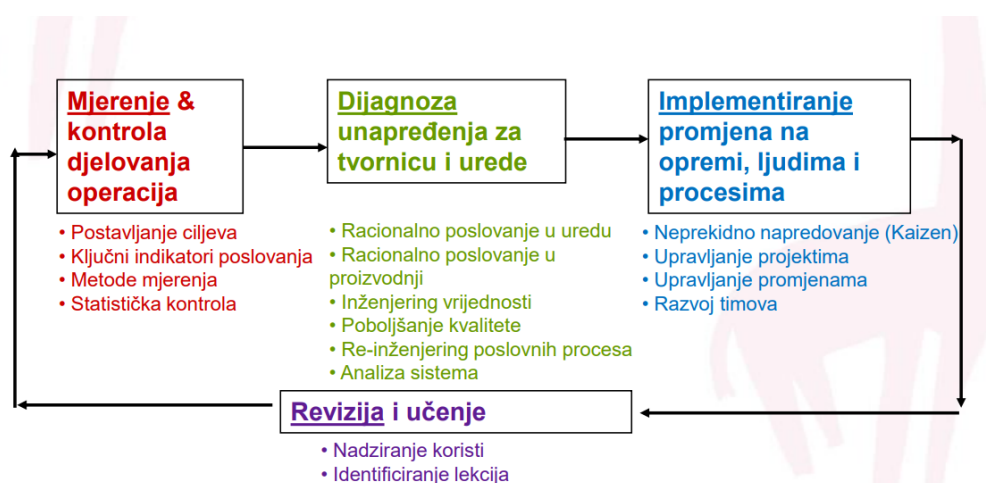 Mjerenje &
kontrola
djelovanja
operacija
• Postavljanje ciljeva
• Ključni indikatori poslovanja
• Metode mjerenja
• Statistička kontrola
Dijagnoza
unapređenja za
tvornicu i urede
• Racionalno poslovanje u uredu
• Racionalno poslovanje u
proizvodnji
• Inženjering vrijednosti
• Poboljšanje kvalitete
• Re-inženjering poslovnih procesa
• Analiza sistema
Implementiranje
promjena na
opremi, ljudima i
procesima
• Neprekidno napredovanje (Kaizen)
• Upravljanje projektima
• Upravljanje promjenama
• Razvoj timova
Revizija i učenje
• Nadziranje koristi
• Identificiranje lekcija